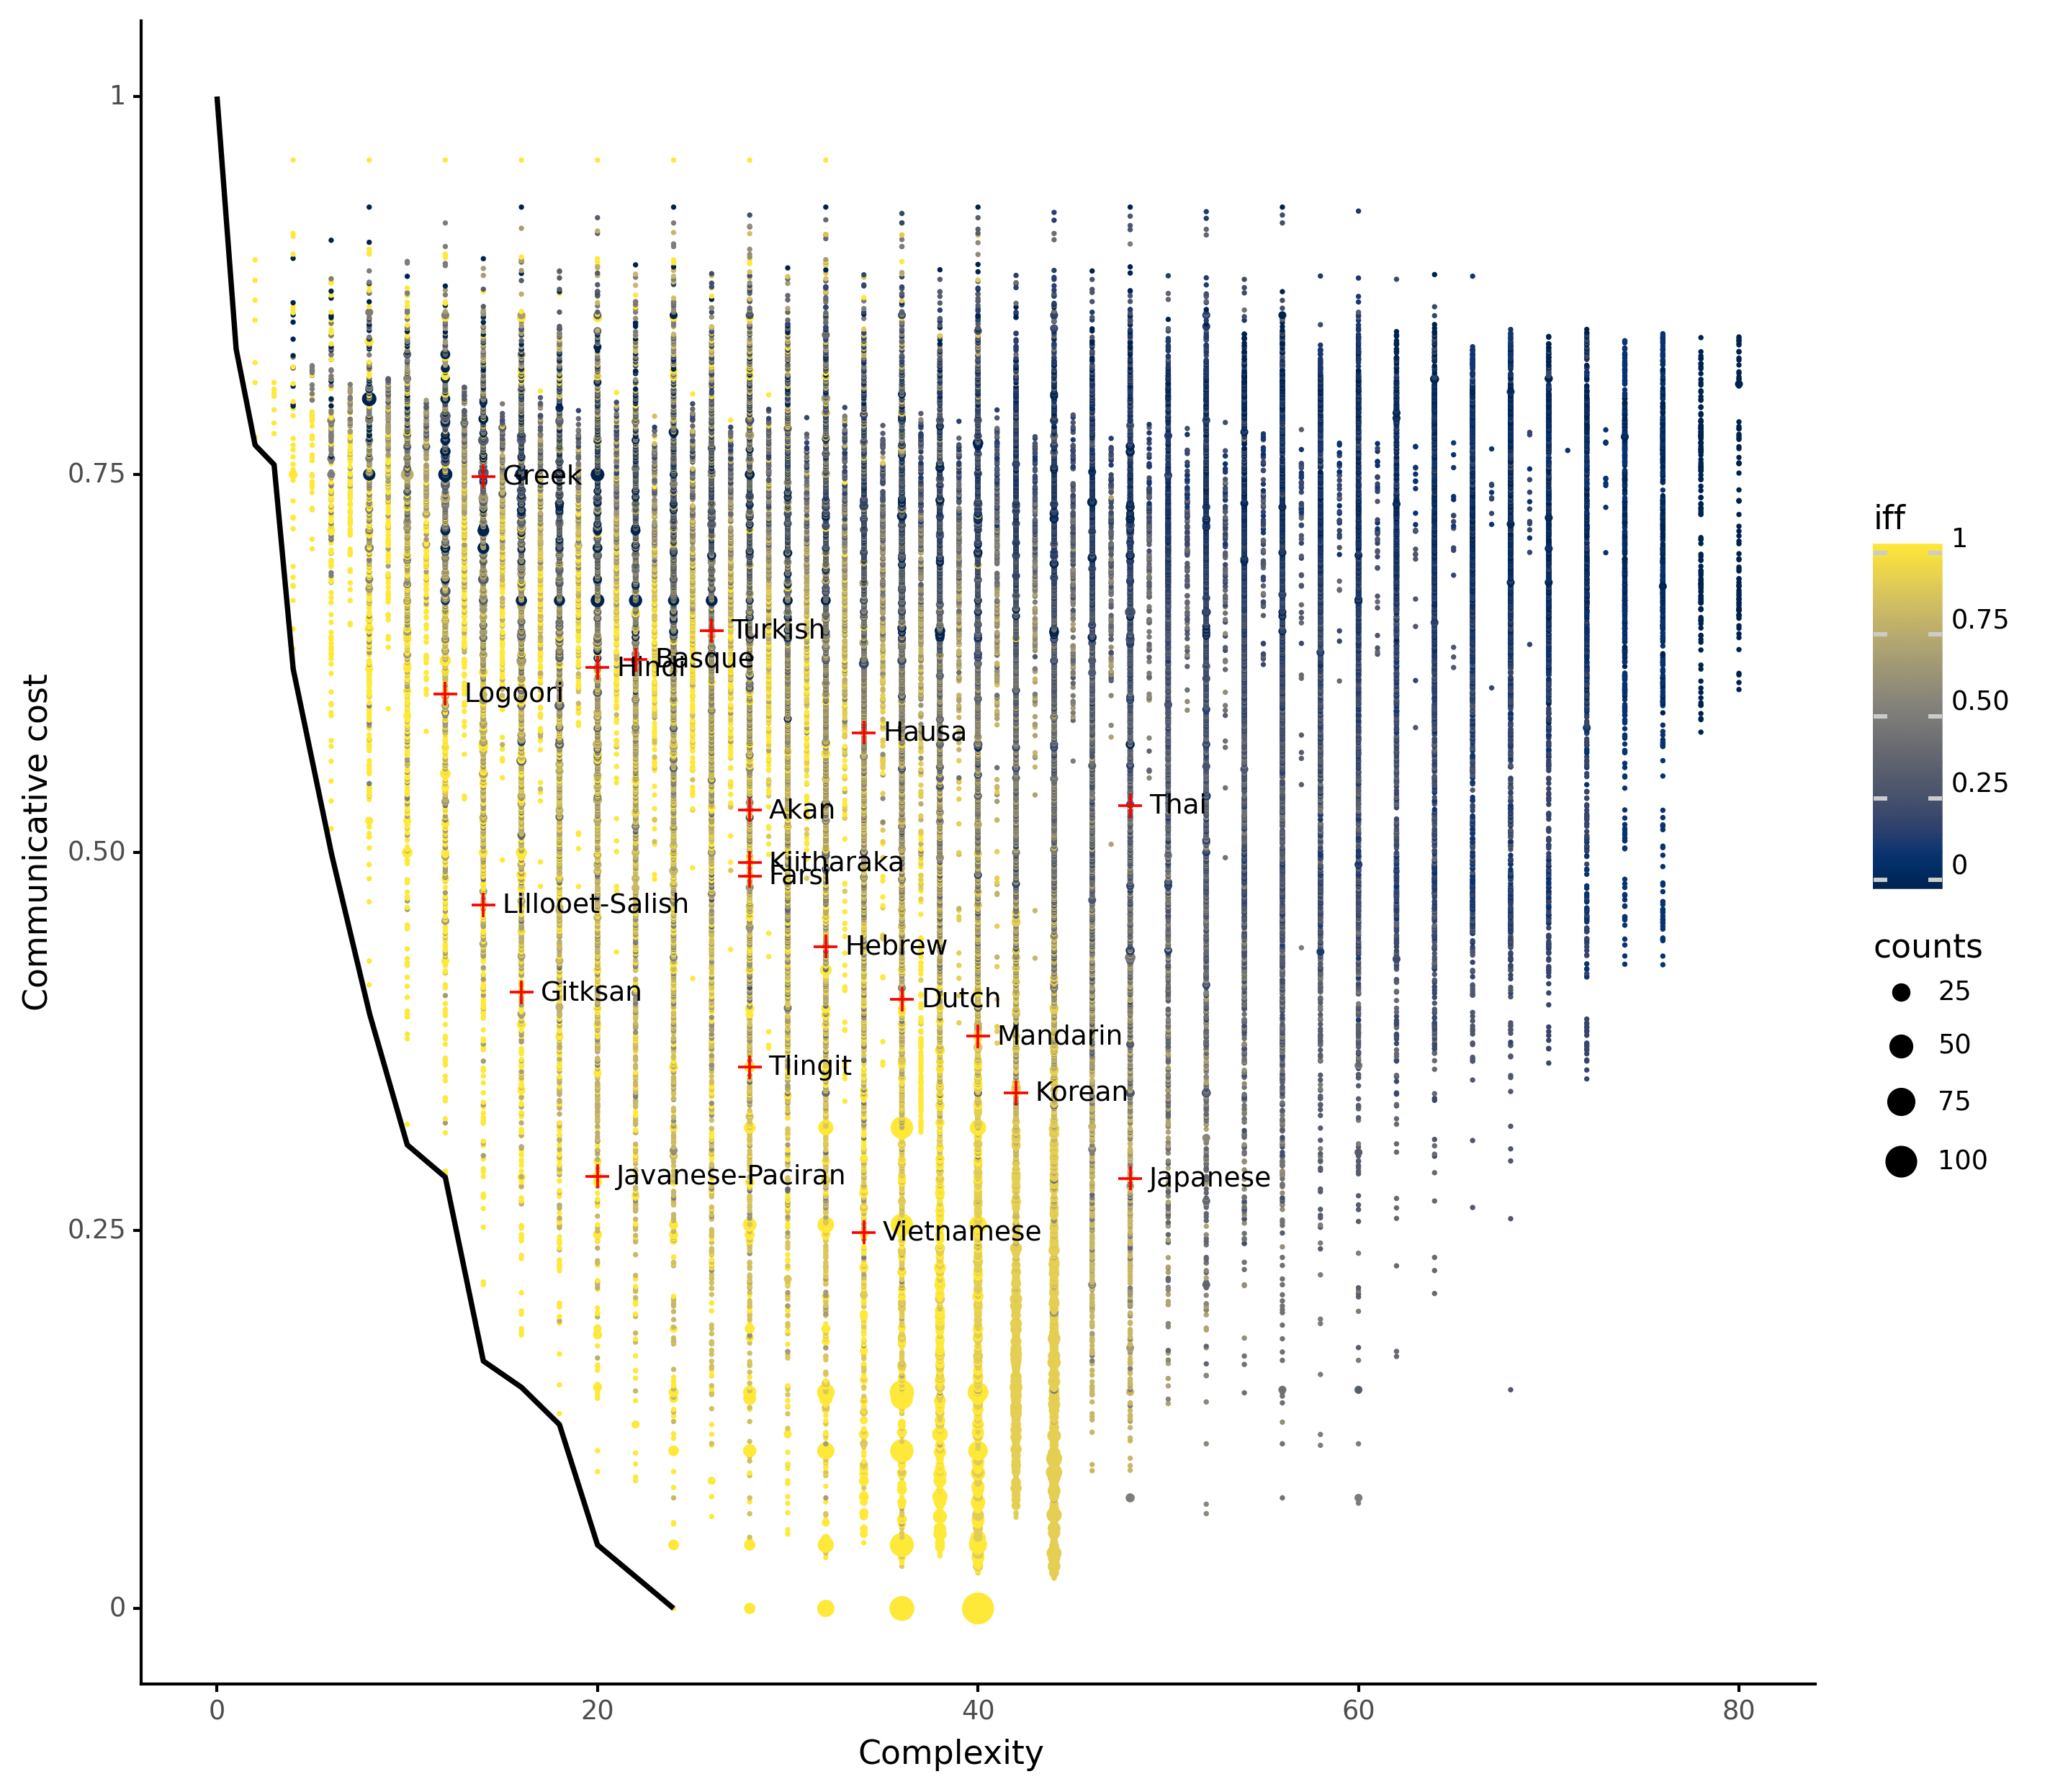 1
0.75
0.50
0.25
0
Communicative cost
0
20
40
60
80
Complexity
Greek
Turkish
Basque
Hindi
Logoori
Hausa
Akan
Thai
Kiitharaka
Farsi
Lillooet-Salish
Hebrew
Gitksan
Dutch
Mandarin
Tlingit
Korean
Javanese-Paciran
Japanese
Vietnamese
iff
1
0.75
0.50
0.25
0
counts
25
50
75
100